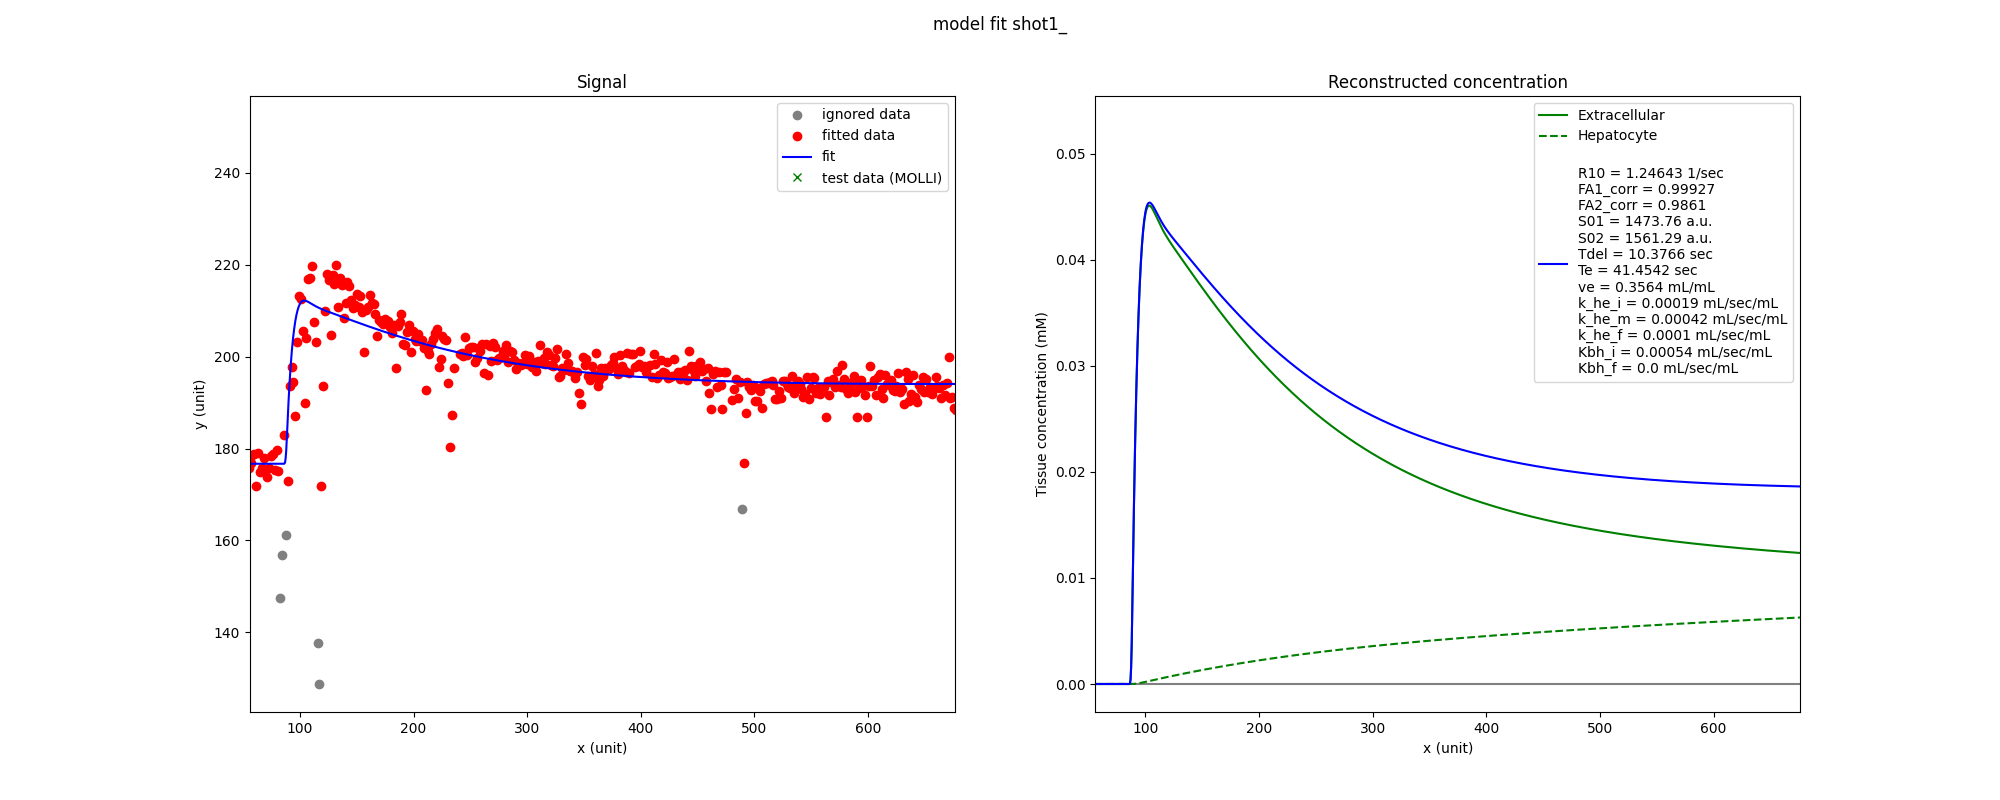 model fit shot1_
Signal
240
220
200
180
160
140
y (unit)
100 200 300 400 500 600
x (unit)
ignored data
fitted data
fit
test data (MOLLI)
Reconstructed concentration
0.05
0.04
0.03
0.02
0.01
0.00
Tissue concentration (mM)
100 200 300 400 500 600
x (unit)
Extracellular
Hepatocyte
R10 = 1.24643 1/sec
FA1_corr = 0.99927
FA2_corr = 0.9861
S01 = 1473.76 a.u.
S02 = 1561.29 a.u.
Tdel = 10.3766 sec
Te = 41.4542 sec
ve = 0.3564 mL/mL
k_he_i = 0.00019 mL/sec/mL
k_he_m = 0.00042 mL/sec/mL
k_he_f = 0.0001 mL/sec/mL
Kbh_i = 0.00054 mL/sec/mL
Kbh_f = 0.0 mL/sec/mL